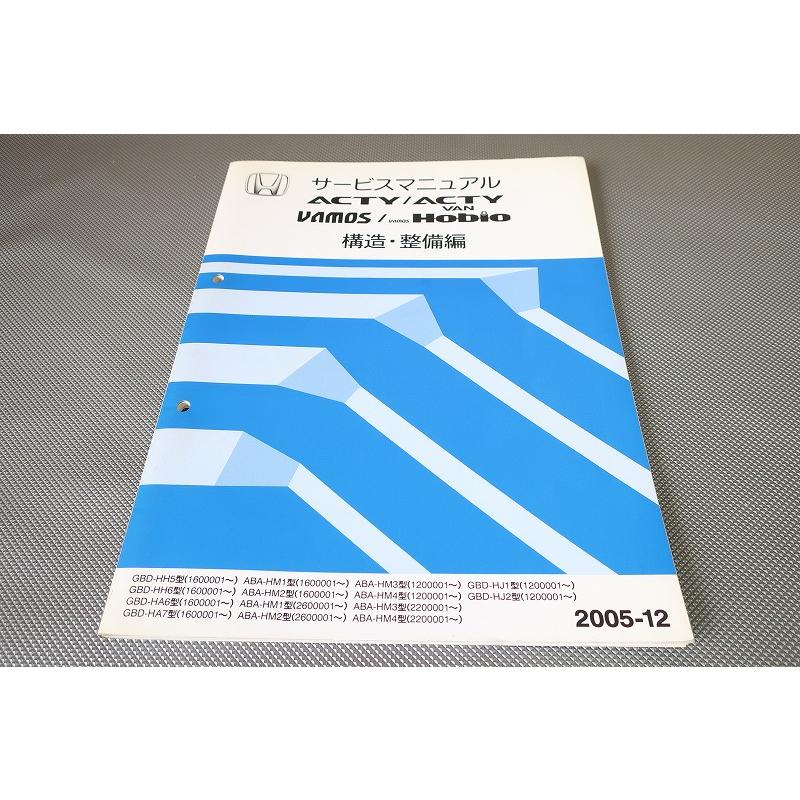 サービスマニュアル
ACTY/ACTY VAN
VAMOS/VAMOS Hobio
構造・整備編
GBD-HH5型(1600001〜) ABA-HM1型(1600001〜) ABA-HM3型(1200001〜) GBD-HJ1型(1200001〜)
GBD-HH6型(1600001〜) ABA-HM2型(1600001〜) ABA-HM4型(1200001〜) GBD-HJ2型(1200001〜)
GBD-HA6型(1600001〜) ABA-HM1型(2600001〜) ABA-HM3型(2200001〜)
GBD-HA7型(1600001〜) ABA-HM2型(2600001〜) ABA-HM4型(2200001〜)
2005-12